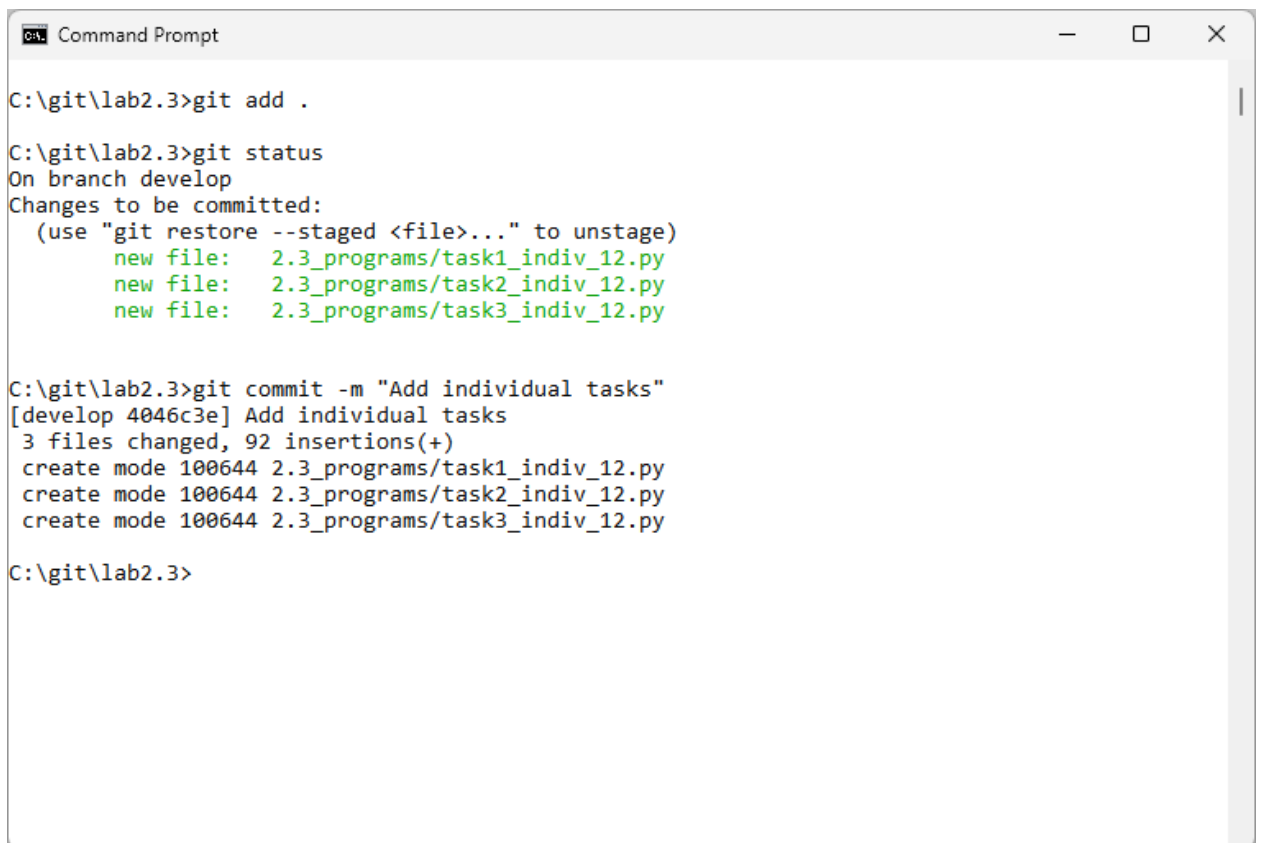 Command Prompt
C:\git\lab2.3>git add .
C:\git\lab2.3>git status
On branch develop
Changes to be committed:
  (use "git restore --staged <file>..." to unstage)
        new file:   2.3_programs/task1_indiv_12.py
        new file:   2.3_programs/task2_indiv_12.py
        new file:   2.3_programs/task3_indiv_12.py
C:\git\lab2.3>git commit -m "Add individual tasks"
[develop 4046c3e] Add individual tasks
 3 files changed, 92 insertions(+)
 create mode 100644 2.3_programs/task1_indiv_12.py
 create mode 100644 2.3_programs/task2_indiv_12.py
 create mode 100644 2.3_programs/task3_indiv_12.py
C:\git\lab2.3>